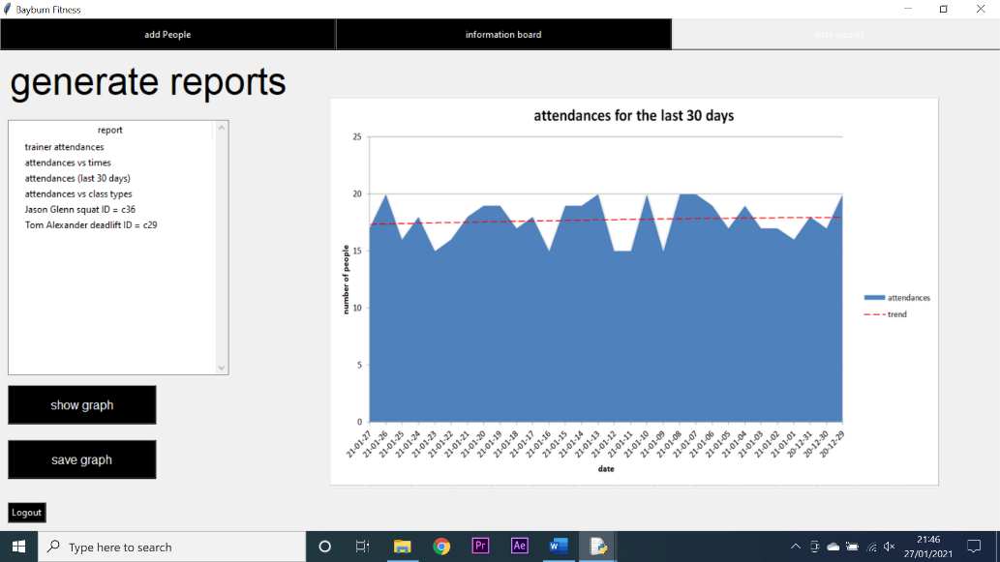 Bayburn Fitness
add People
information board
data reports
generate reports
report
trainer attendances
attendances vs times
attendances (last 30 days)
attendances vs class types
Jason Glenn squat ID = c36
Tom Alexander deadlift ID = c29
show graph
save graph
Logout
attendances for the last 30 days
25
20
15
10
5
0
number of people
21-01-27
21-01-26
21-01-25
21-01-24
21-01-23
21-01-22
21-01-21
21-01-20
21-01-19
21-01-18
21-01-17
21-01-16
21-01-15
21-01-14
21-01-13
21-01-12
21-01-11
21-01-10
21-01-09
21-01-08
21-01-07
21-01-06
21-01-05
21-01-04
21-01-03
21-01-02
21-01-01
20-12-31
20-12-30
20-12-29
date
attendances
trend
Type here to search
Pr
Ae
W
21:46
27/01/2021